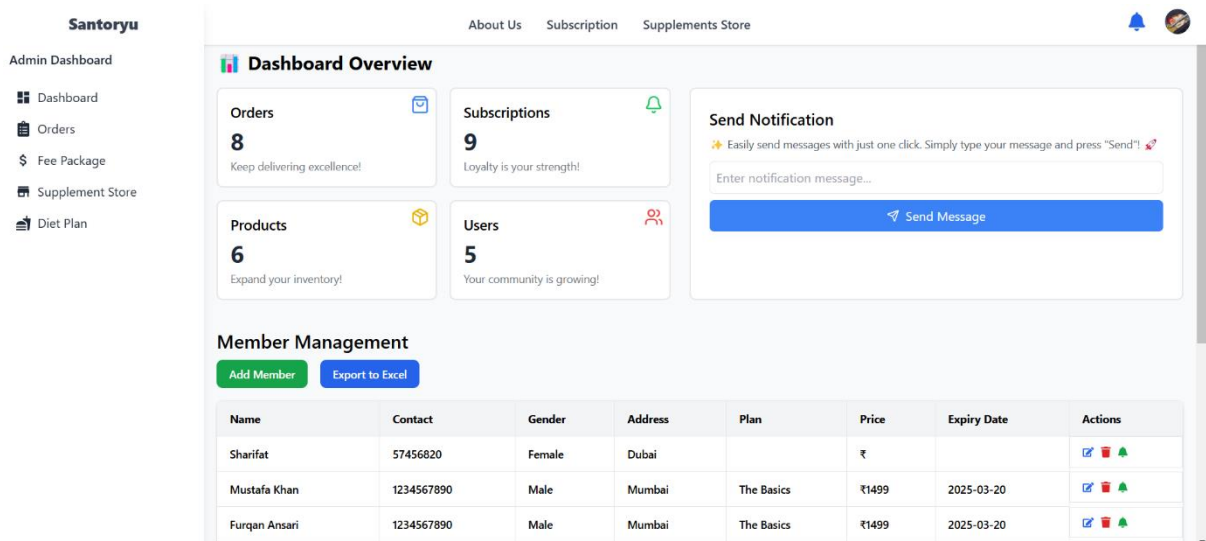 Santoryu
About Us Subscription Supplements Store
Admin Dashboard
Dashboard
Orders
Fee Package
Supplement Store
Diet Plan
Dashboard Overview
Orders
8
Keep delivering excellence!
Subscriptions
9
Loyalty is your strength!
Products
6
Expand your inventory!
Users
5
Your community is growing!
Send Notification
✨ Easily send messages with just one click. Simply type your message and press "Send"! 🚀
Enter notification message...
Send Message
Member Management
Add Member Export to Excel
Name Contact Gender Address Plan Price Expiry Date Actions
Sharifat 57456820 Female Dubai ₹
Mustafa Khan 1234567890 Male Mumbai The Basics ₹1499 2025-03-20
Furqan Ansari 1234567890 Male Mumbai The Basics ₹1499 2025-03-20